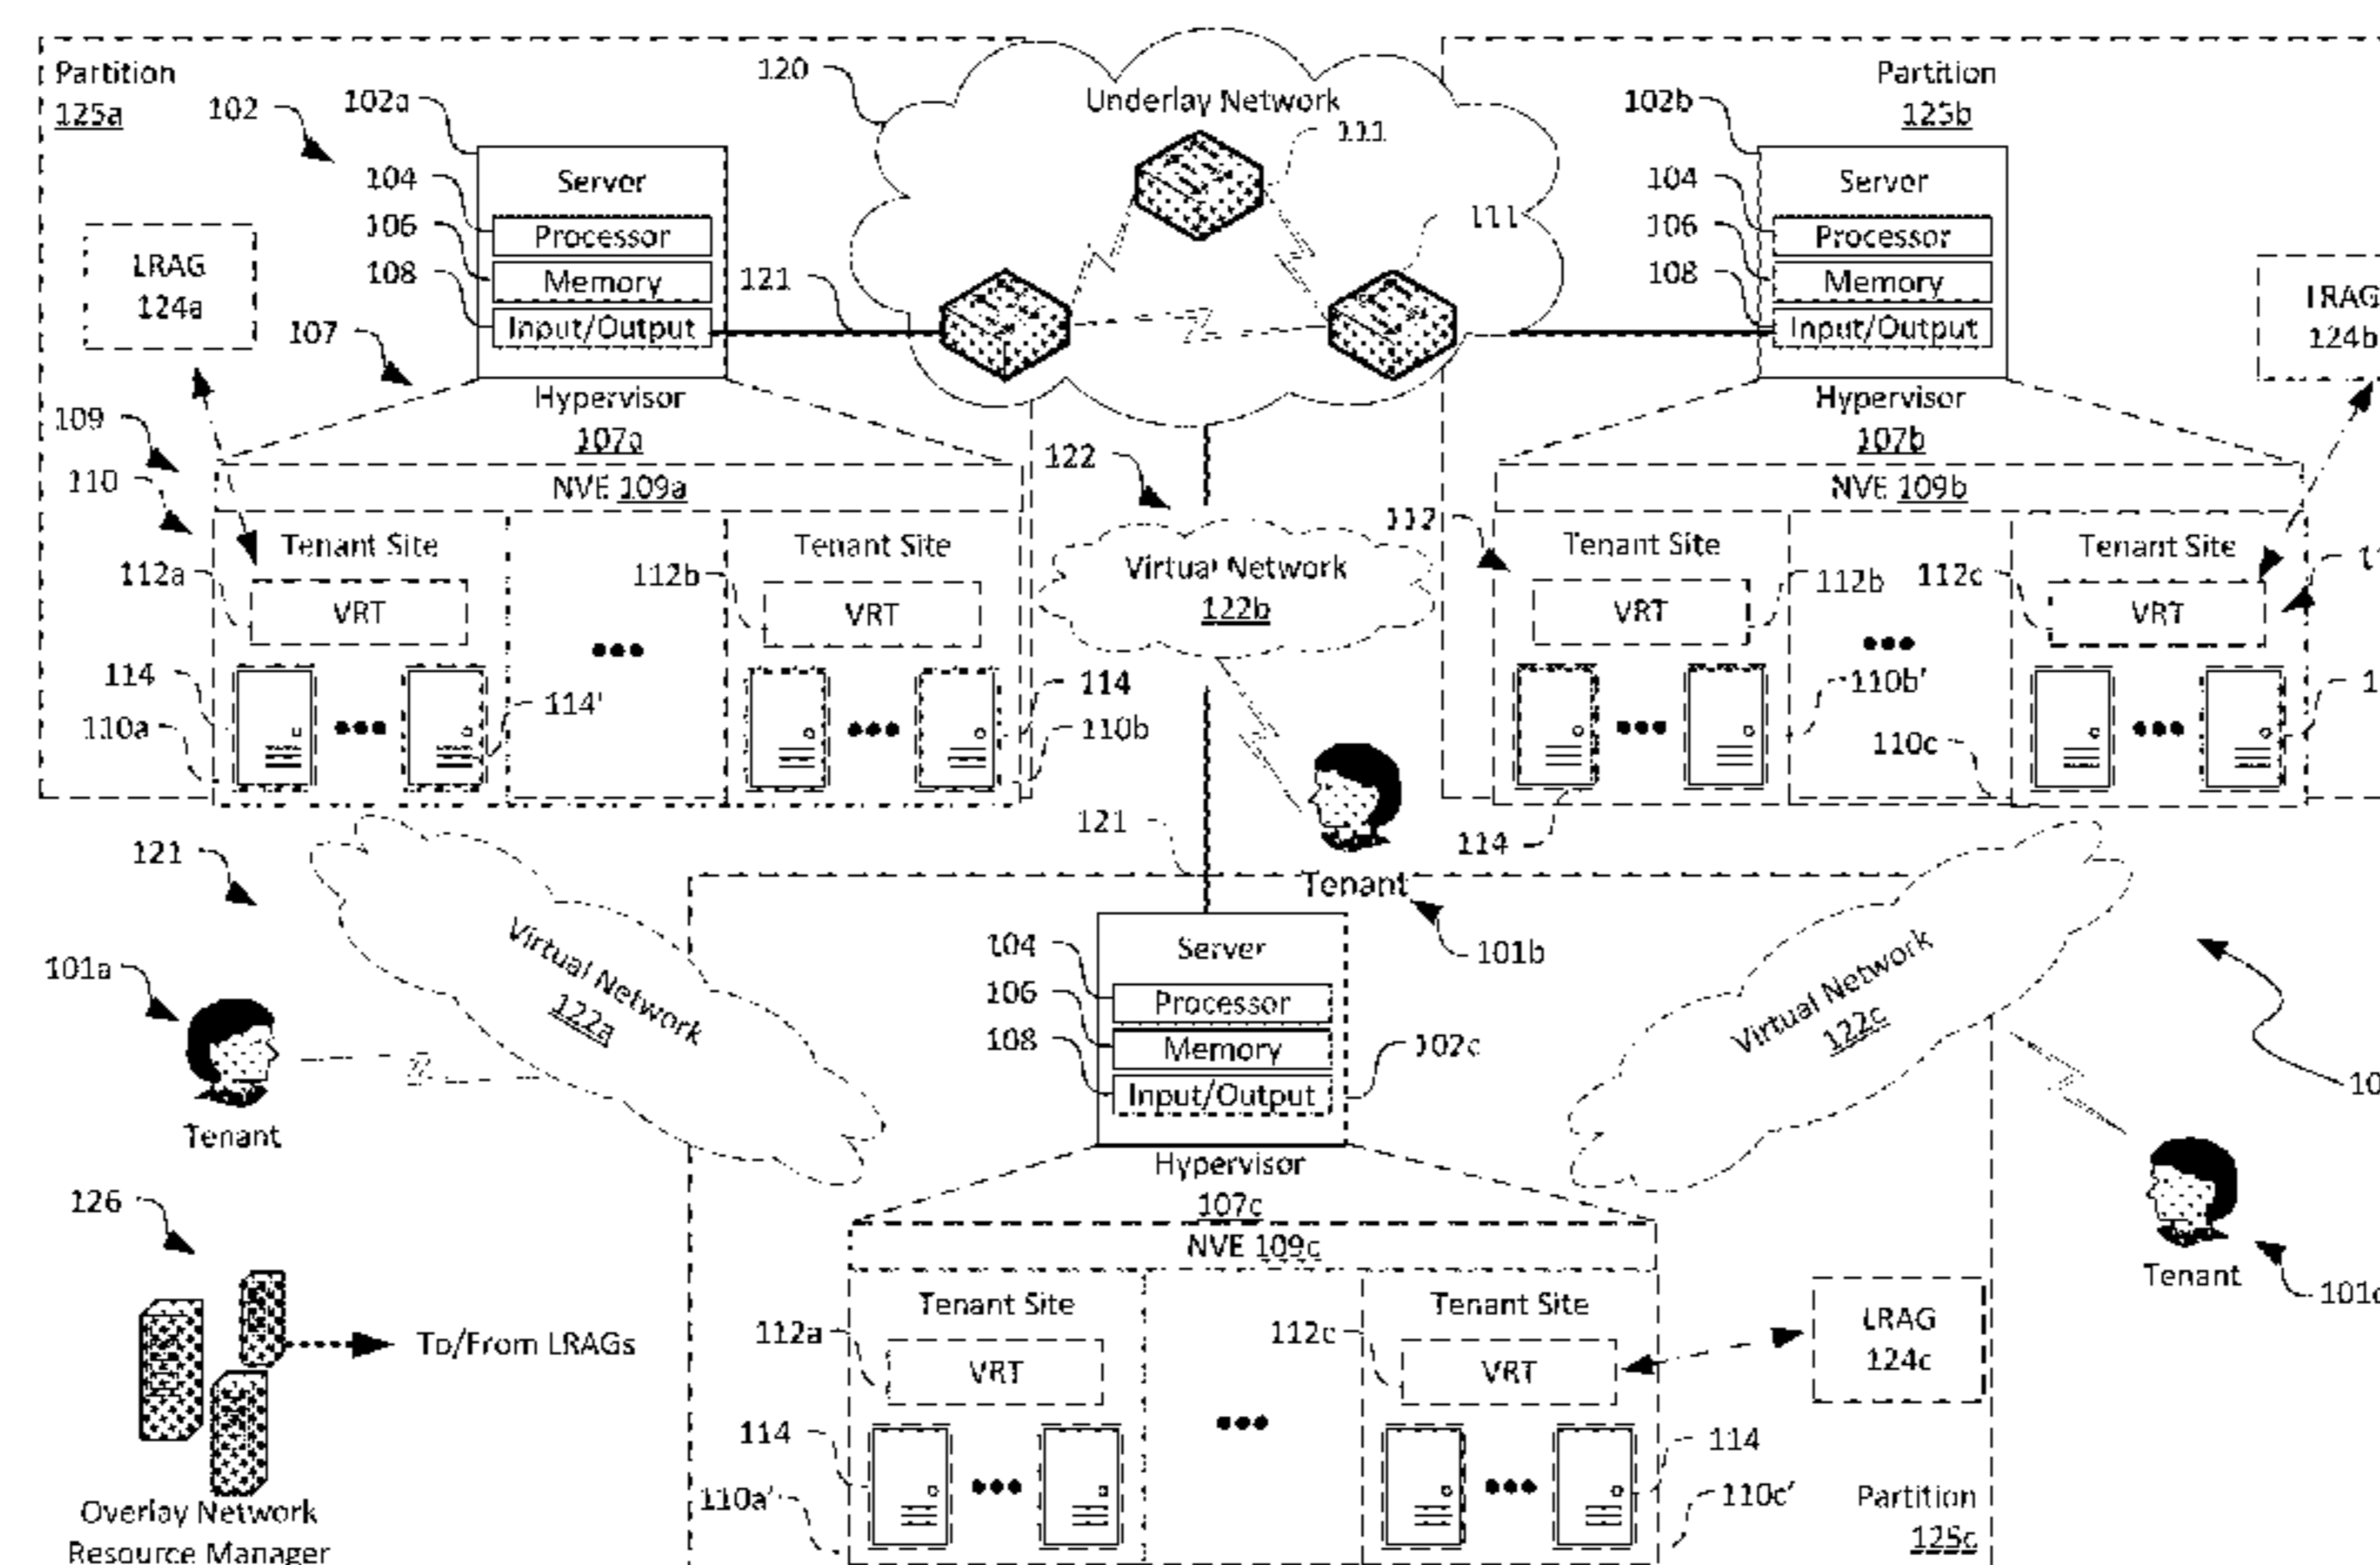 Partition
125a
102
102a
120
Underlay Network
111
111
102b
Partition
125b
Server
104
Processor
106
Memory
108
Input/Output
LRAG
124a
107
121
Server
104
Processor
106
Memory
108
Input/Output
LRAG
124b
Hypervisor
107a
Hypervisor
107b
109
110
NVE 109a
122
NVE 109b
Tenant Site
112a
VRT
112b
Tenant Site
VRT
Virtual Network
122b
112
Tenant Site
VRT
112b
112c
Tenant Site
VRT
114
114'
110a
114
110b
110b'
110c
114
121
121
Tenant
101b
101a
Tenant
Virtual Network
122a
Server
104
Processor
106
Memory
108
Input/Output
102c
Virtual Network
122c
Tenant
Hypervisor
107c
126
NVE 109c
To/From LRAGs
Overlay Network
Resource Manager
Tenant Site
112a
VRT
112c
Tenant Site
VRT
LRAG
124c
114
110a'
114
110c'
Partition
125c